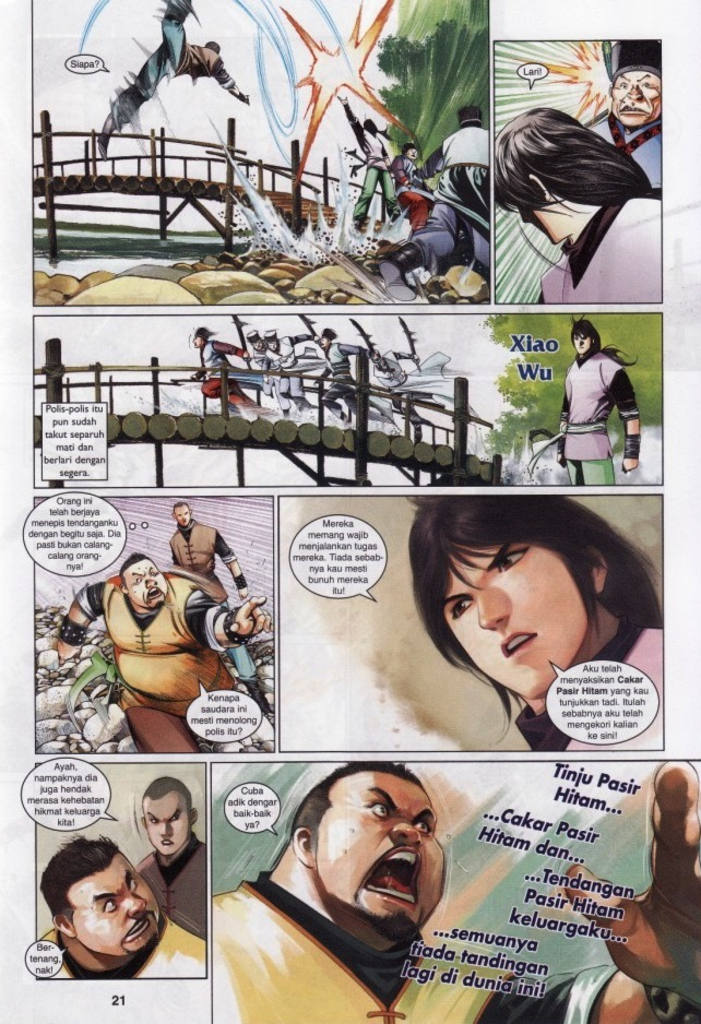 Siapa?
Lari!
Polis-polis itu
pun sudah
takut separuh
mati dan
berlari dengan
segera.
Xiao
Wu
Orang ini
telah berjaya
menepis tendanganku
dengan begitu saja. Dia
pasti bukan calang-
calang orang-
nya!
Kenapa
saudara ini
mesti menolong
polis itu?
Mereka
memang wajib
menjalankan tugas
mereka. Tiada sebab-
nya kau mesti
bunuh mereka
itu!
Aku telah
menyaksikan Cakar
Pasir Hitam yang kau
tunjukkan tadi. Itulah
sebabnya aku telah
mengekori kalian
ke sini!
Ayah,
nampaknya dia
juga hendak
merasa kehebatan
hikmat keluarga
kita!
Ber-
tenang,
nak!
Cuba
adik dengar
baik-baik
ya?
Tinju Pasir
Hitam...
...Cakar Pasir
Hitam dan...
...Tendangan
Pasir Hitam
keluargaku...
...semuanya
tiada tandingan
lagi di dunia ini!
21